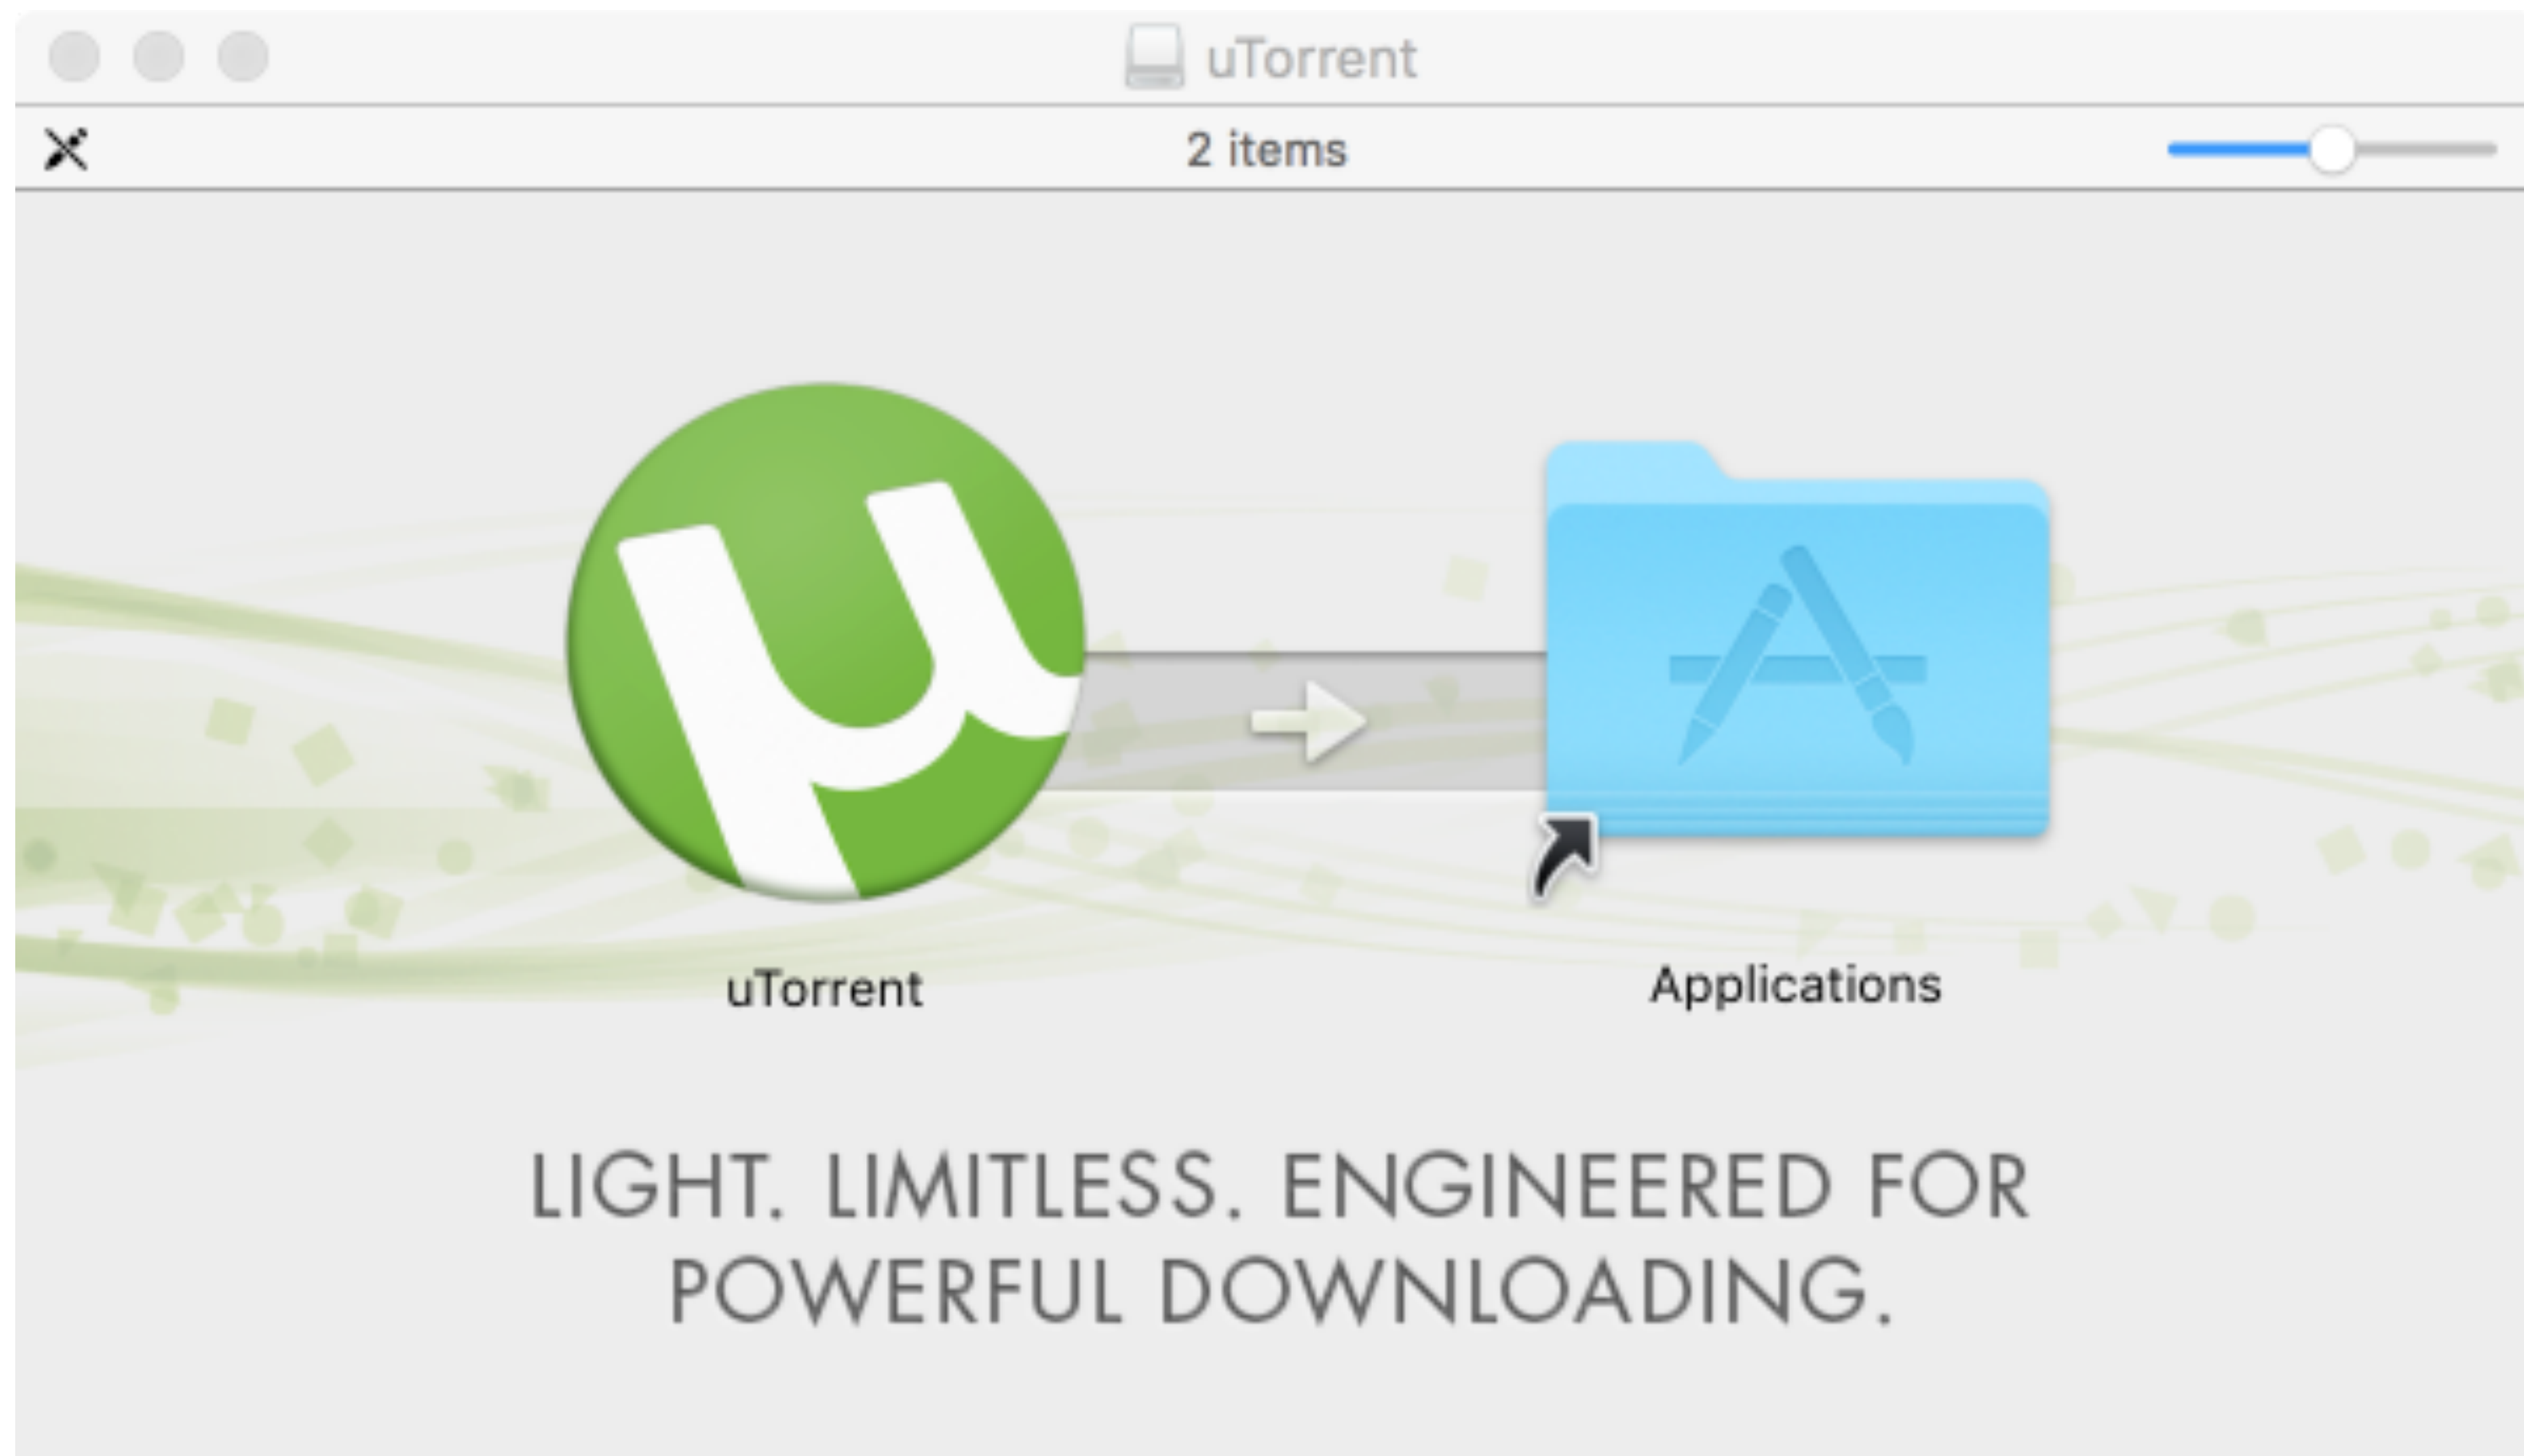 uTorrent
2 items
µ
uTorrent
Applications
LIGHT. LIMITLESS. ENGINEERED FOR
POWERFUL DOWNLOADING.